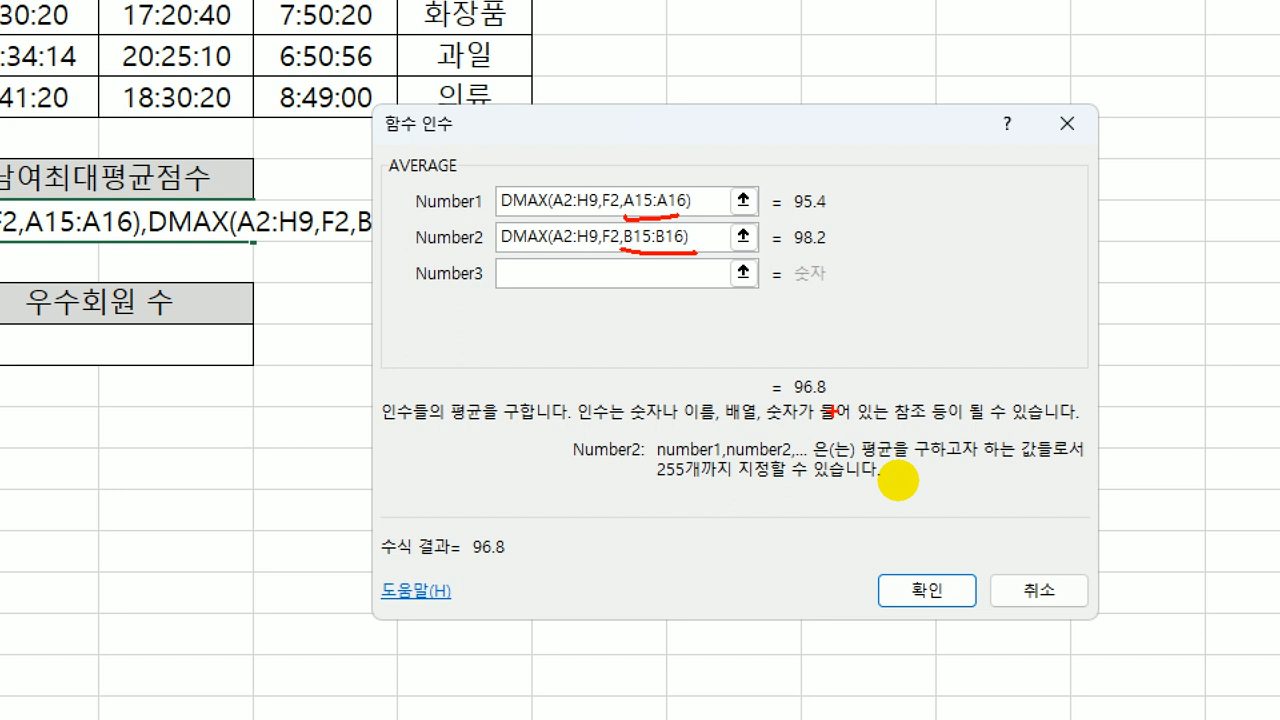 30:20 17:20:40 7:50:20 화장품
:34:14 20:25:10 6:50:56 과일
41:20 18:30:20 8:49:00 의류
함수 인수 ?
남여최대평균점수
AVERAGE
Number1 DMAX(A2:H9,F2,A15:A16) = 95.4
F2,A15:A16),DMAX(A2:H9,F2,B
Number2 DMAX(A2:H9,F2,B15:B16) = 98.2
Number3 = 숫자
우수회원 수
= 96.8
인수들의 평균을 구합니다. 인수는 숫자나 이름, 배열, 숫자가 들어 있는 참조 등이 될 수 있습니다.
Number2: number1,number2,... 은(는) 평균을 구하고자 하는 값들로서
255개까지 지정할 수 있습니다.
수식 결과= 96.8
도움말(H) 확인 취소